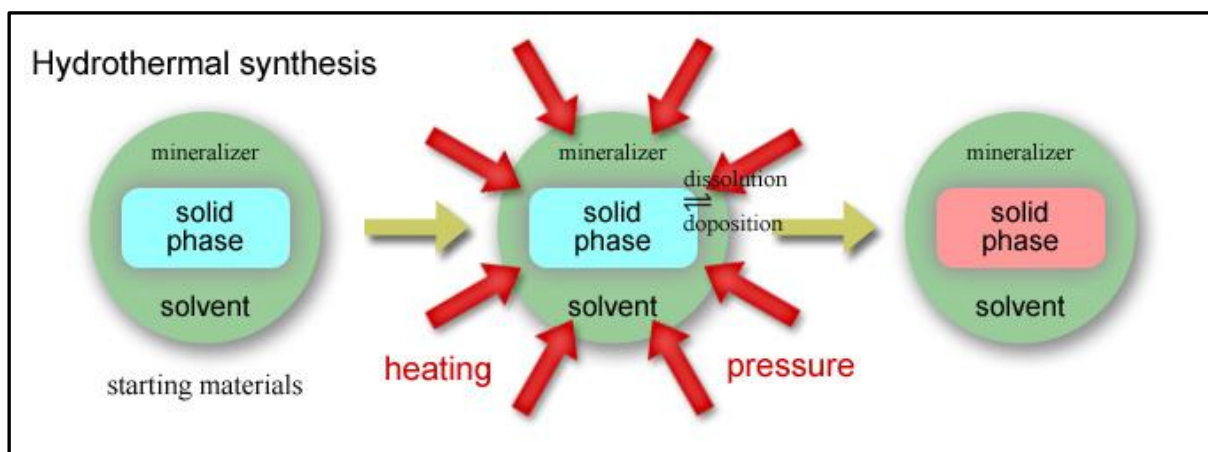 Hydrothermal synthesis
mineralizer
solid
phase
solvent
starting materials
mineralizer
dissolution
⇌
doposition
solid
phase
solvent
heating
pressure
mineralizer
solid
phase
solvent